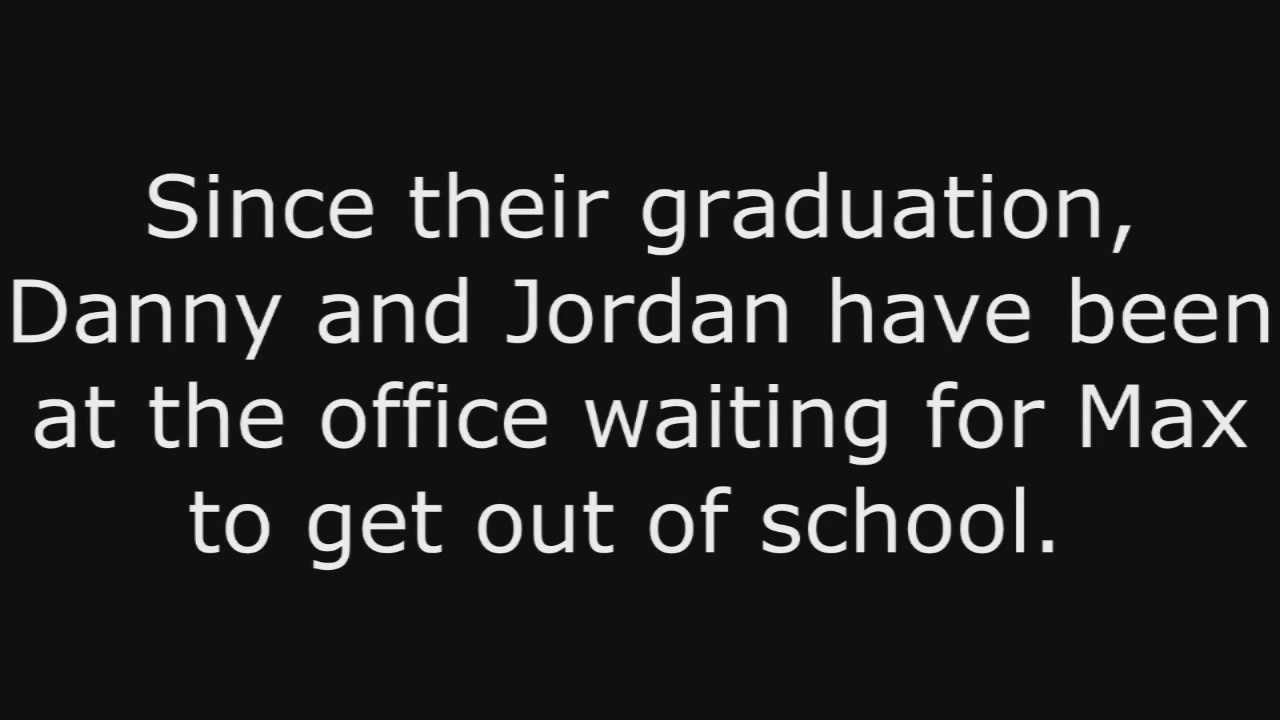 Since their graduation,
Danny and Jordan have been
at the office waiting for Max
to get out of school.